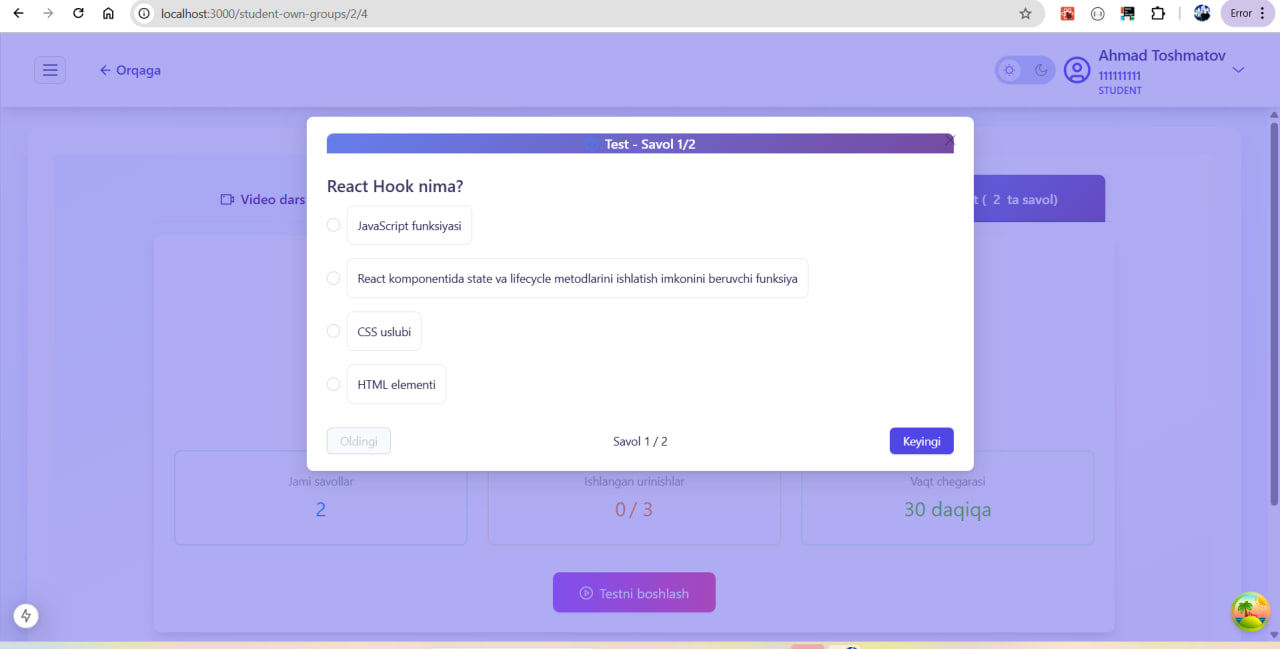 localhost:3000/student-own-groups/2/4
Error
Orqaga
Ahmad Toshmatov
111111111
STUDENT
Test - Savol 1/2
Video dars
t ( 2 ta savol)
React Hook nima?
JavaScript funksiyasi
React komponentida state va lifecycle metodlarini ishlatish imkonini beruvchi funksiya
CSS uslubi
HTML elementi
Oldingi
Savol 1 / 2
Keyingi
Jami savollar
Ishlangan urinishlar
Vaqt chegarasi
2
0 / 3
30 daqiqa
Testni boshlash